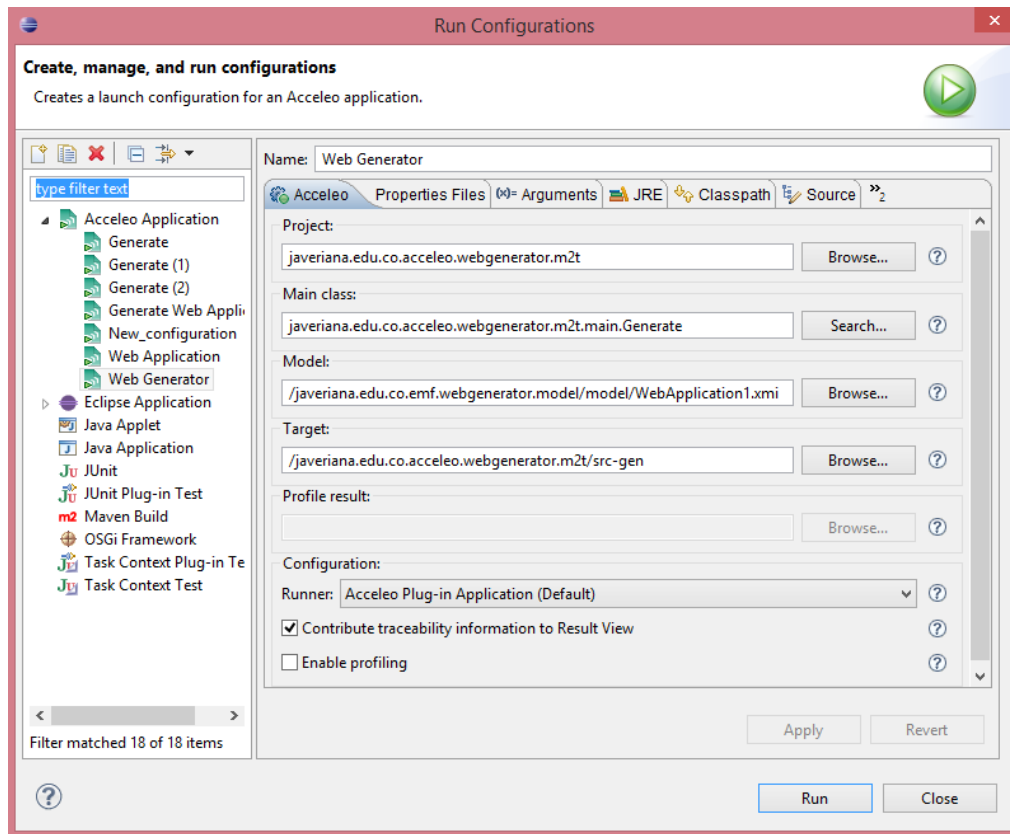 Run Configurations
Create, manage, and run configurations
Creates a launch configuration for an Acceleo application.
type filter text
Acceleo Application
Generate
Generate (1)
Generate (2)
Generate Web Appli
New_configuration
Web Application
Web Generator
Eclipse Application
Java Applet
Java Application
JUnit
JUnit Plug-in Test
Maven Build
OSGi Framework
Task Context Plug-in Te
Task Context Test
Filter matched 18 of 18 items
Name: Web Generator
Acceleo Properties Files (x)= Arguments JRE Classpath Source »2
Project:
javeriana.edu.co.acceleo.webgenerator.m2t Browse...
Main class:
javeriana.edu.co.acceleo.webgenerator.m2t.main.Generate Search...
Model:
/javeriana.edu.co.emf.webgenerator.model/model/WebApplication1.xmi Browse...
Target:
/javeriana.edu.co.acceleo.webgenerator.m2t/src-gen Browse...
Profile result:
Browse...
Configuration:
Runner: Acceleo Plug-in Application (Default)
Contribute traceability information to Result View
Enable profiling
Apply Revert
Run Close